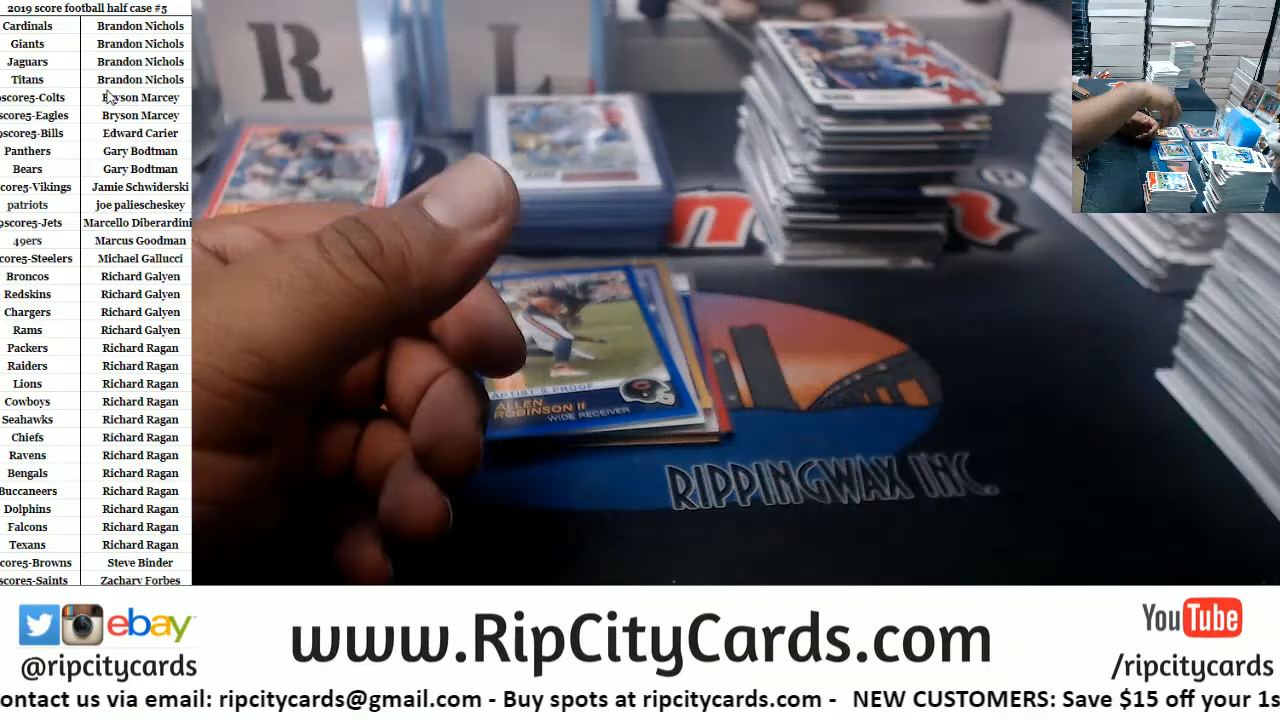 2019 score football half case #5
Cardinals Brandon Nichols
Giants Brandon Nichols
Jaguars Brandon Nichols
Titans Brandon Nichols
score5-Colts Bryson Marcey
score5-Eagles Bryson Marcey
score5-Bills Edward Carier
Panthers Gary Bodtman
Bears Gary Bodtman
core5-Vikings Jamie Schwiderski
patriots joe paliescheskey
9score5-Jets Marcello Diberardini
49ers Marcus Goodman
core5-Steelers Michael Gallucci
Broncos Richard Galyen
Redskins Richard Galyen
Chargers Richard Galyen
Rams Richard Galyen
Packers Richard Ragan
Raiders Richard Ragan
Lions Richard Ragan
Cowboys Richard Ragan
Seahawks Richard Ragan
Chiefs Richard Ragan
Ravens Richard Ragan
Bengals Richard Ragan
Buccaneers Richard Ragan
Dolphins Richard Ragan
Falcons Richard Ragan
Texans Richard Ragan
core5-Browns Steve Binder
score5-Saints Zachary Forbes
R
ARTIST'S PROOF
ALLEN
ROBINSON II
WIDE RECEIVER
RIPPINGWAX INC.
ebay
@ripcitycards
www.RipCityCards.com
YouTube
/ripcitycards
ontact us via email: ripcitycards@gmail.com - Buy spots at ripcitycards.com - NEW CUSTOMERS: Save $15 off your 1s